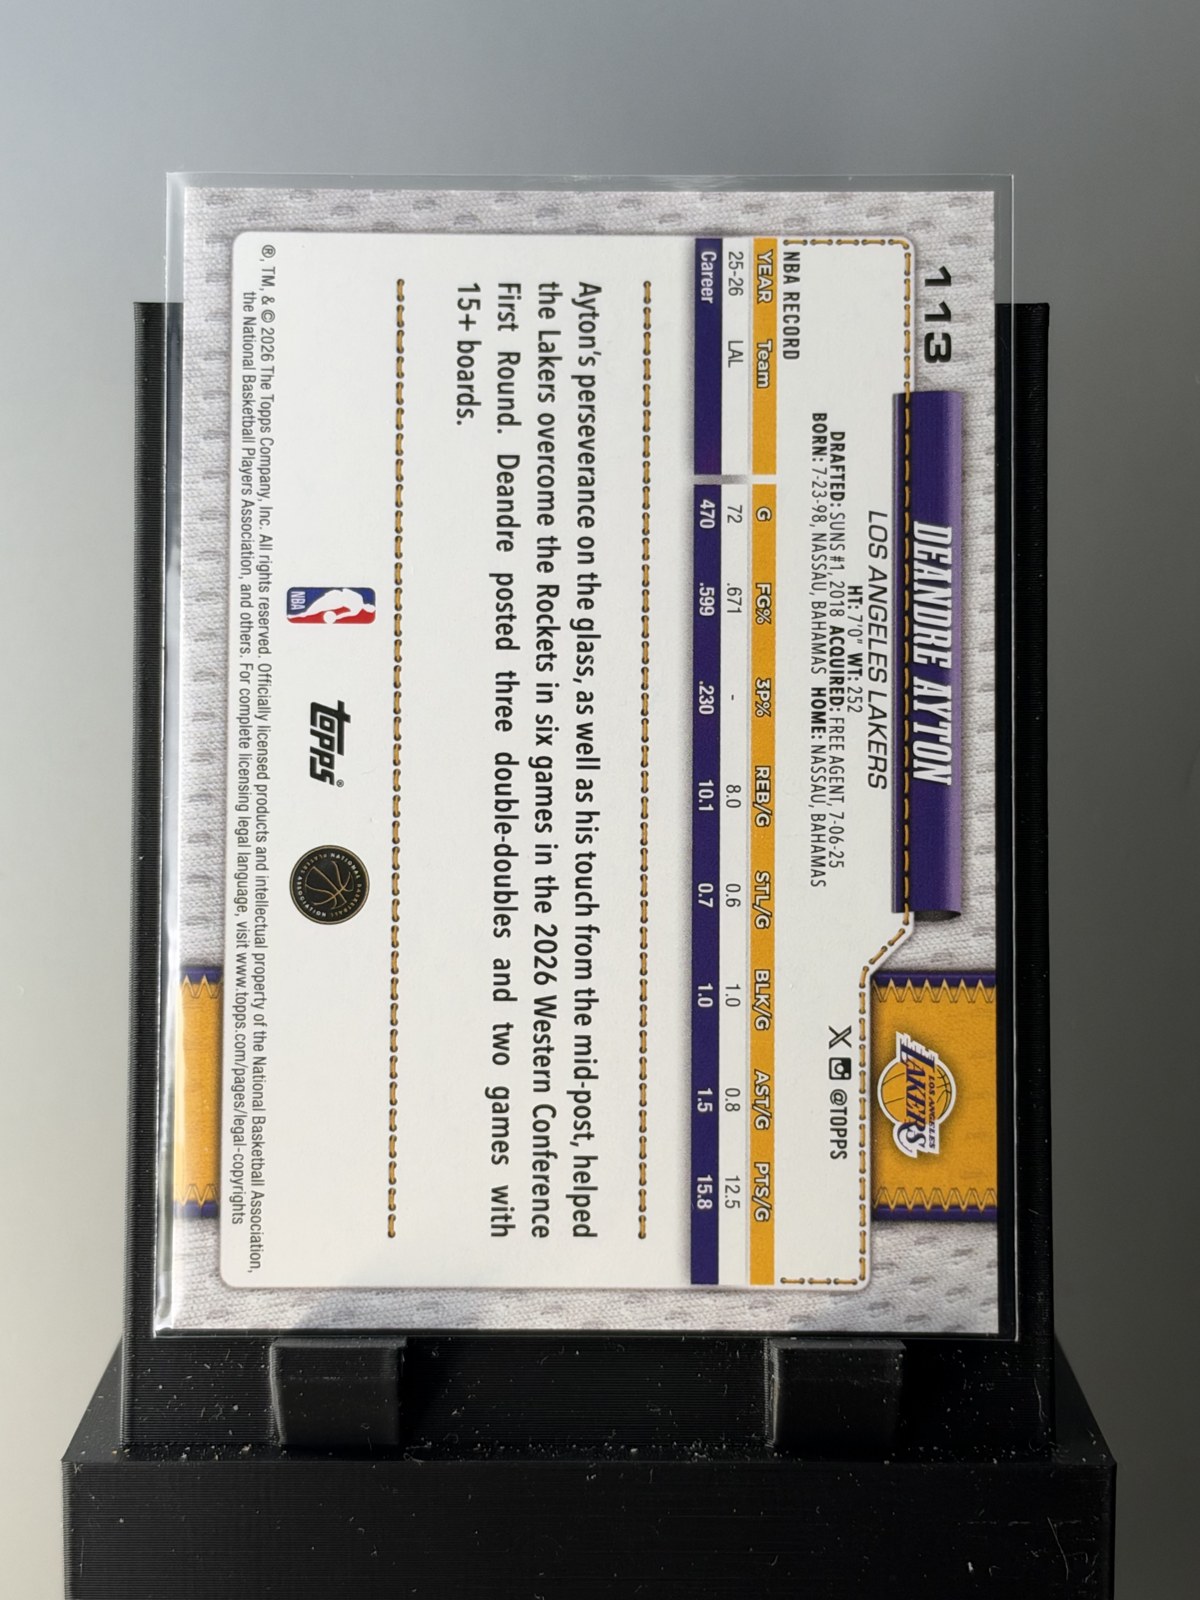 113
DEANDRE AYTON
LOS ANGELES LAKERS
LOS ANGELES
LAKERS
HT: 7'0" WT: 252
DRAFTED: SUNS #1, 2018 ACQUIRED: FREE AGENT, 7-06-25
BORN: 7-23-98, NASSAU, BAHAMAS HOME: NASSAU, BAHAMAS
@TOPPS
NBA RECORD
YEAR Team G FG% 3P% REB/G STL/G BLK/G AST/G PTS/G
25-26 LAL 72 .671 - 8.0 0.6 1.0 0.8 12.5
Career 470 .599 .230 10.1 0.7 1.0 1.5 15.8
Ayton's perseverance on the glass, as well as his touch from the mid-post, helped
the Lakers overcome the Rockets in six games in the 2026 Western Conference
First Round. Deandre posted three double-doubles and two games with
15+ boards.
NBA
topps®
NATIONAL BASKETBALL
PLAYERS ASSOCIATION
®, TM, & © 2026 The Topps Company, Inc. All rights reserved. Officially licensed products and intellectual property of the National Basketball Association,
the National Basketball Players Association, and others. For complete licensing legal language, visit www.topps.com/pages/legal-copyrights